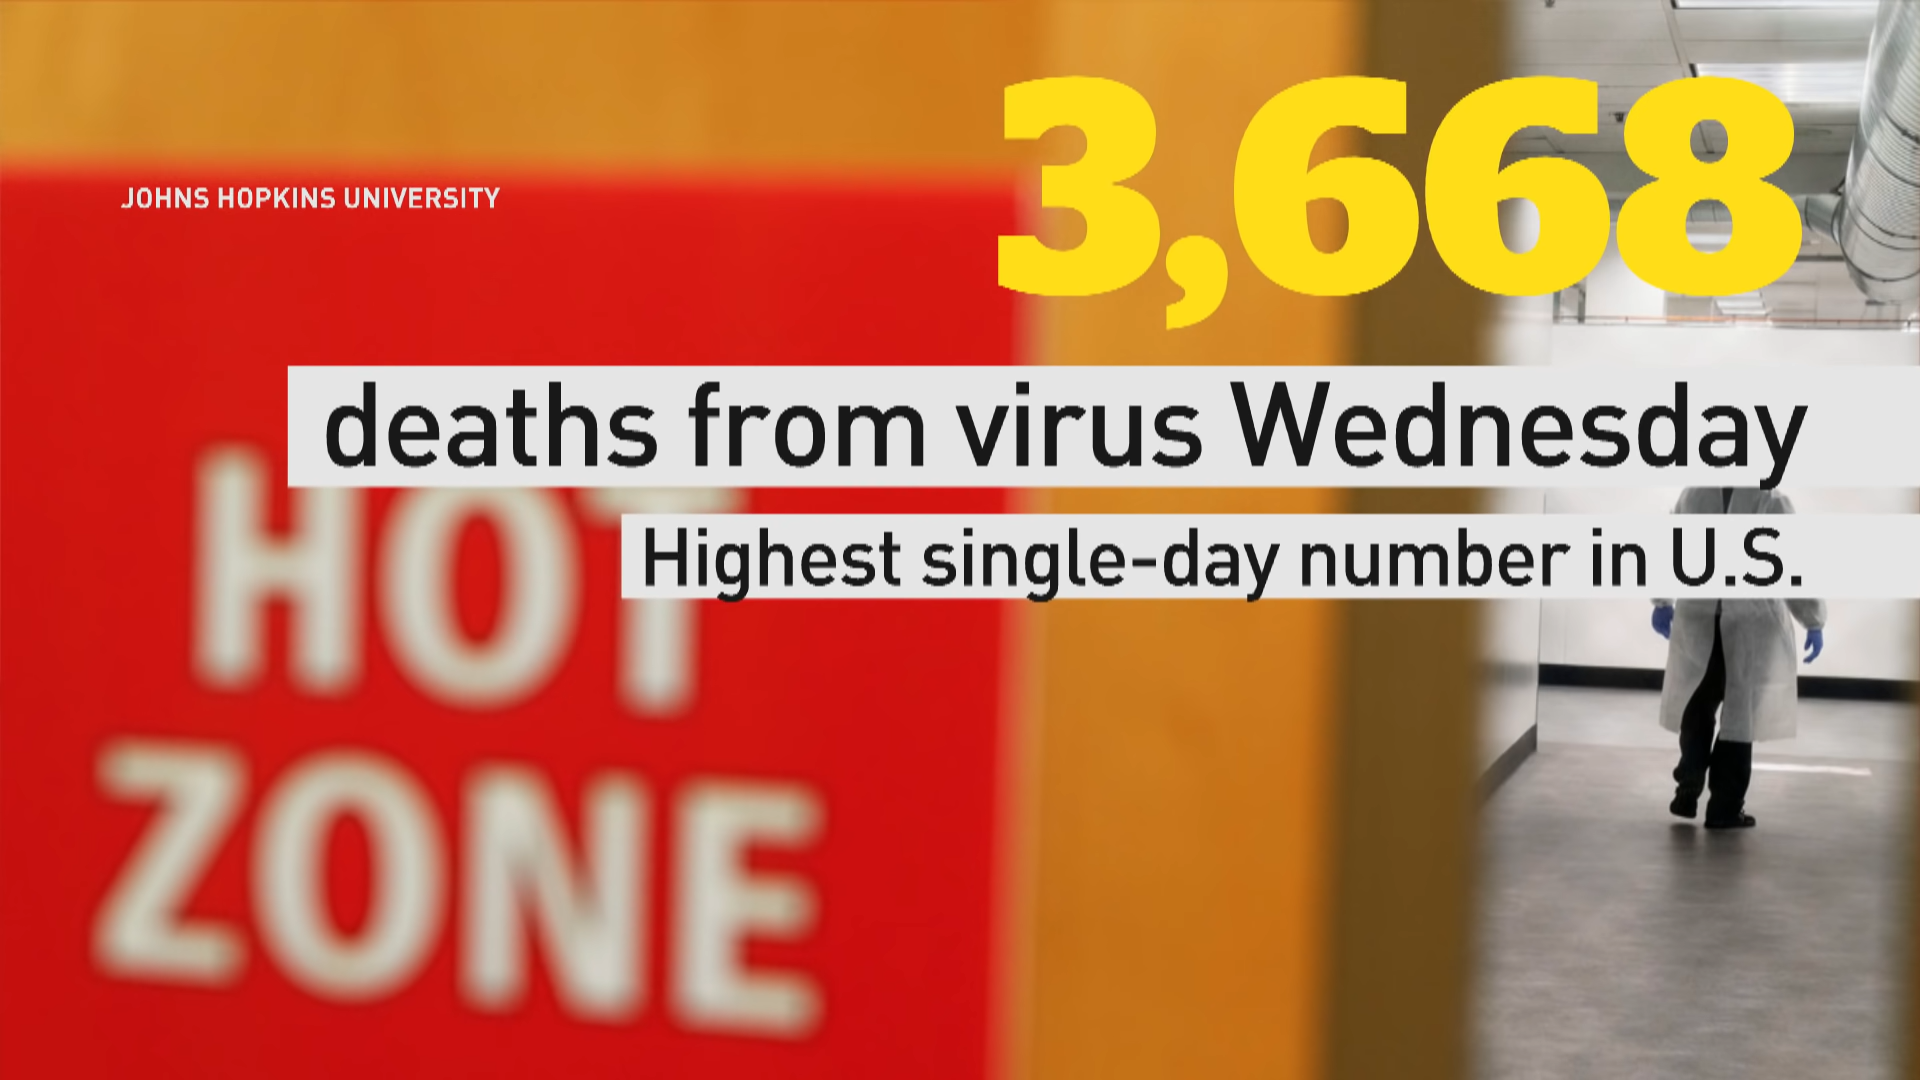 3,668
JOHNS HOPKINS UNIVERSITY
deaths from virus Wednesday
Highest single-day number in U.S.
HOT
ZONE